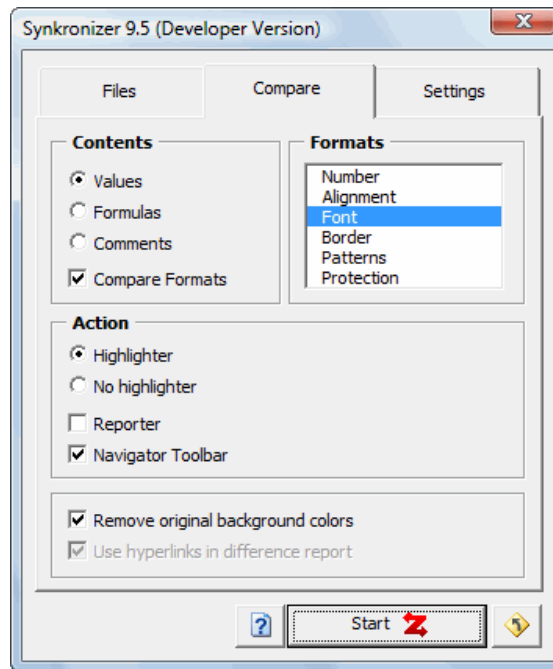 Synkronizer 9.5 (Developer Version)
Files
Compare
Settings
Contents
Values
Formulas
Comments
Compare Formats
Formats
Number
Alignment
Font
Border
Patterns
Protection
Action
Highlighter
No highlighter
Reporter
Navigator Toolbar
Remove original background colors
Use hyperlinks in difference report
Start